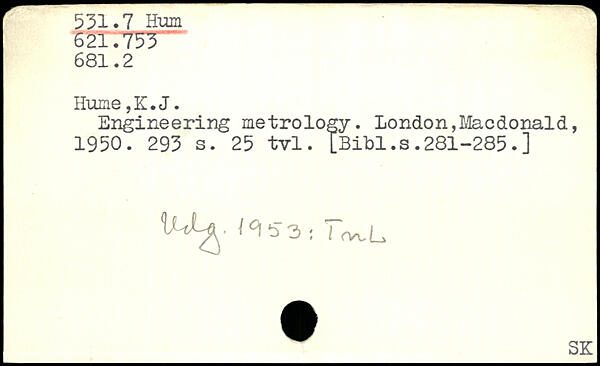 531.7 Hum
621.753
681.2
Hume,K.J.
Engineering metrology. London,Macdonald,
1950. 293 s. 25 tvl. [Bibl.s.281-285.]
Udg. 1953: TnL
SK